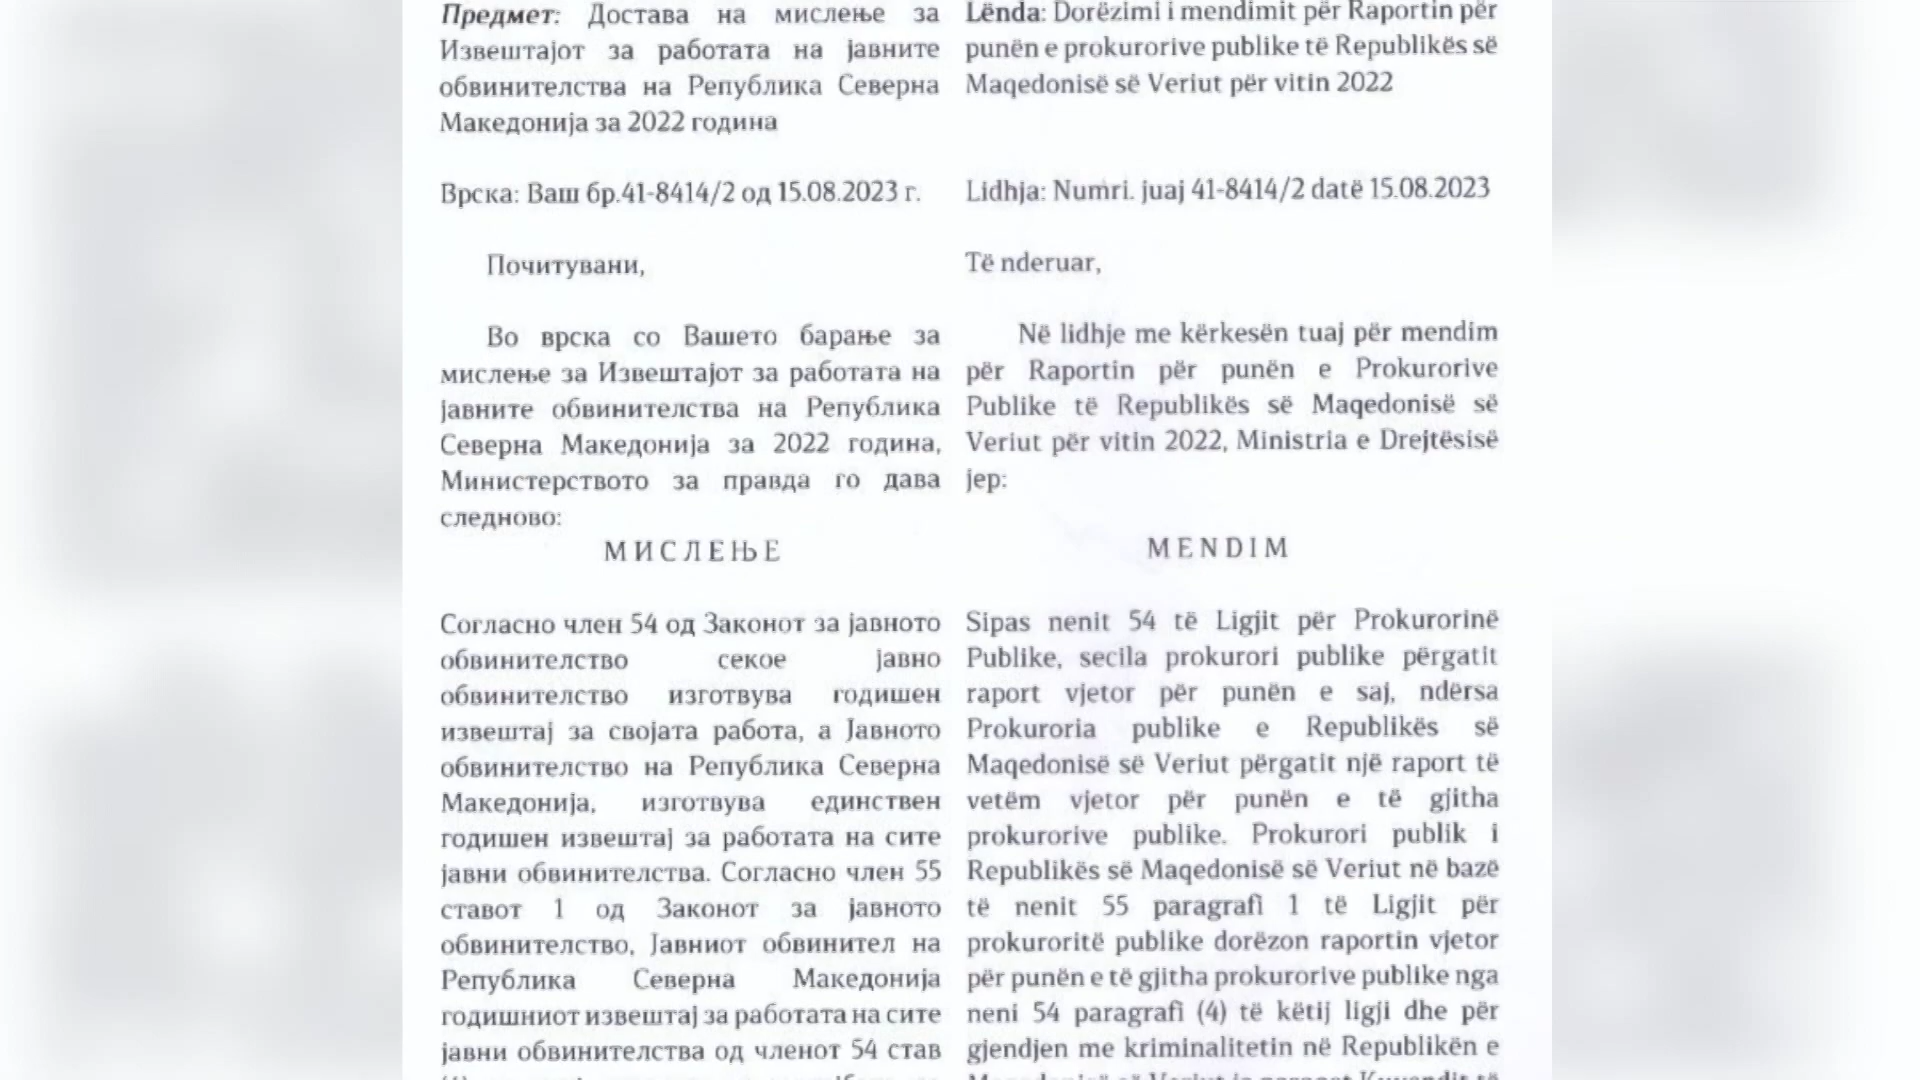 Предмет: Достава на мислење за
Извештајот за работата на јавните
обвинителства на Република Северна
Македонија за 2022 година
Врска: Ваш бр.41-8414/2 од 15.08.2023 г.
Почитувани,
Во врска со Вашето барање за
мислење за Извештајот за работата на
јавните обвинителства на Република
Северна Македонија за 2022 година,
Министерството за правда го дава
следново:
МИСЛЕЊЕ
Согласно член 54 од Законот за јавното
обвинителство секое јавно
обвинителство изготвува годишен
извештај за својата работа, а Јавното
обвинителство на Република Северна
Македонија, изготвува единствен
годишен извештај за работата на сите
јавни обвинителства. Согласно член 55
ставот 1 од Законот за јавното
обвинителство, Јавниот обвинител на
Република Северна Македонија
годишниот извештај за работата на сите
јавни обвинителства од членот 54 став
Lënda: Dorëzimi i mendimit për Raportin për
punën e prokurorive publike të Republikës së
Maqedonisë së Veriut për vitin 2022
Lidhja: Numri. juaj 41-8414/2 datë 15.08.2023
Të nderuar,
Në lidhje me kërkesën tuaj për mendim
për Raportin për punën e Prokurorive
Publike të Republikës së Maqedonisë së
Veriut për vitin 2022, Ministria e Drejtësisë
jep:
MENDIM
Sipas nenit 54 të Ligjit për Prokurorinë
Publike, secila prokurori publike përgatit
raport vjetor për punën e saj, ndërsa
Prokuroria publike e Republikës së
Maqedonisë së Veriut përgatit një raport të
vetëm vjetor për punën e të gjitha
prokurorive publike. Prokurori publik i
Republikës së Maqedonisë së Veriut në bazë
të nenit 55 paragrafi 1 të Ligjit për
prokuroritë publike dorëzon raportin vjetor
për punën e të gjitha prokurorive publike nga
neni 54 paragrafi (4) të këtij ligji dhe për
gjendjen me kriminalitetin në Republikën e